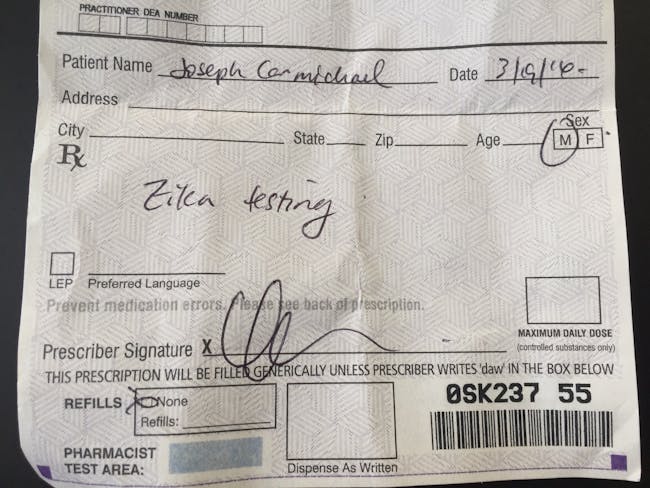 PRACTITIONER DEA NUMBER
Patient Name Joseph Carmichael Date
Address
City State Zip Age Sex M F
Rx
Zika testing
LEP Preferred Language
Prevent medication errors. Please see back of prescription.
MAXIMUM DAILY DOSE
(controlled substances only)
Prescriber Signature X
THIS PRESCRIPTION WILL BE FILLED GENERICALLY UNLESS PRESCRIBER WRITES 'daw' IN THE BOX BELOW
REFILLS None
Refills:
0SK237 55
PHARMACIST
TEST AREA:
Dispense As Written